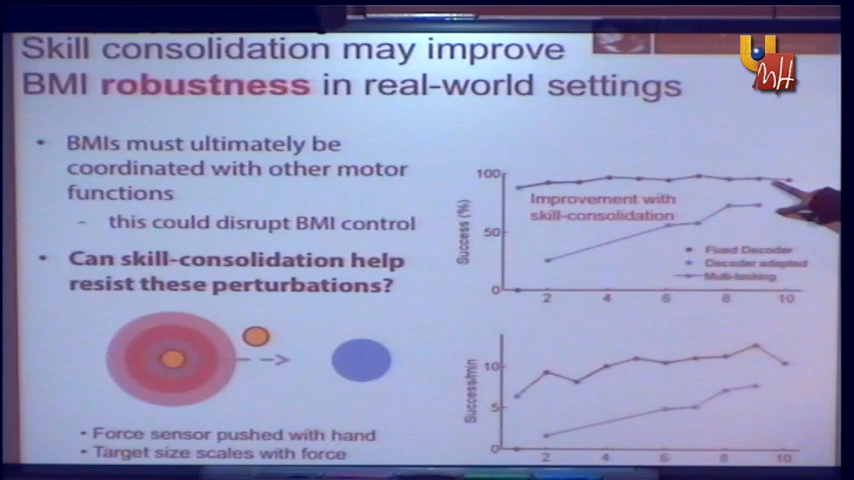 Skill consolidation may improve
BMI robustness in real-world settings
• BMIs must ultimately be
coordinated with other motor
functions
- this could disrupt BMI control
• Can skill-consolidation help
resist these perturbations?
• Force sensor pushed with hand
• Target size scales with force
Success (%)
100
50
0
Improvement with
skill-consolidation
Fixed Decoder
Decoder adapted
Multi-tasking
2 4 6 8 10
Success/min
10
5
0
2 4 6 8 10
UMH